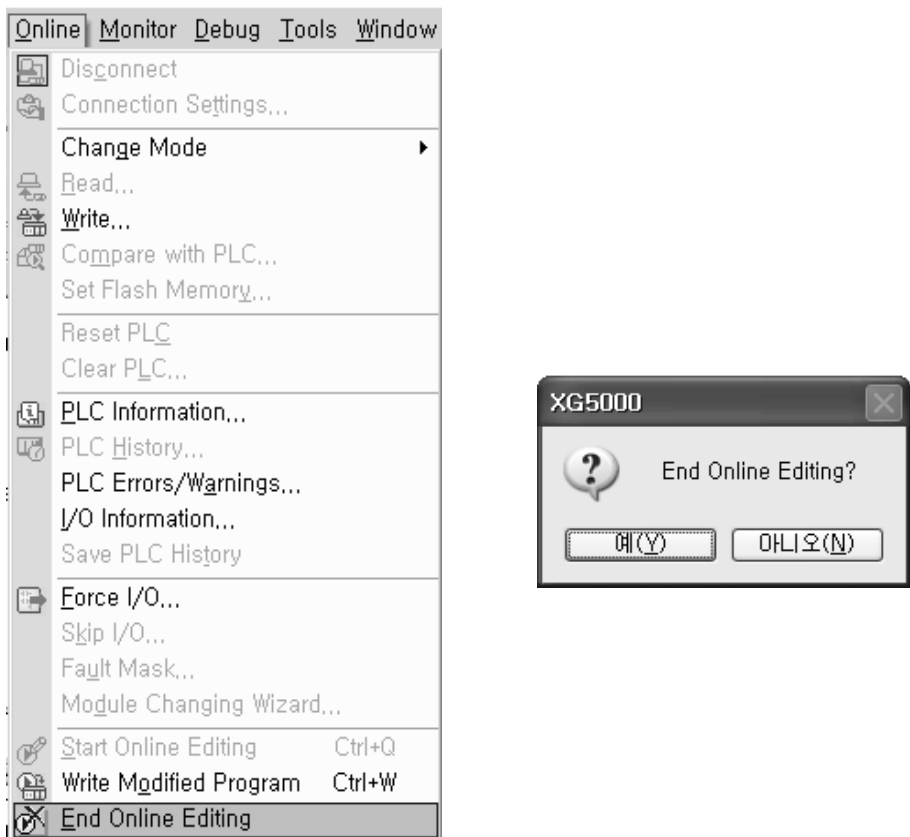 Online Monitor Debug Tools Window
Disconnect
Connection Settings...
Change Mode
Read...
Write...
Compare with PLC...
Set Flash Memory...
Reset PLC
Clear PLC...
PLC Information...
PLC History...
PLC Errors/Warnings...
I/O Information...
Save PLC History
Force I/O...
Skip I/O...
Fault Mask...
Module Changing Wizard...
Start Online Editing Ctrl+Q
Write Modified Program Ctrl+W
End Online Editing
XG5000
End Online Editing?
예(Y) 아니오(N)